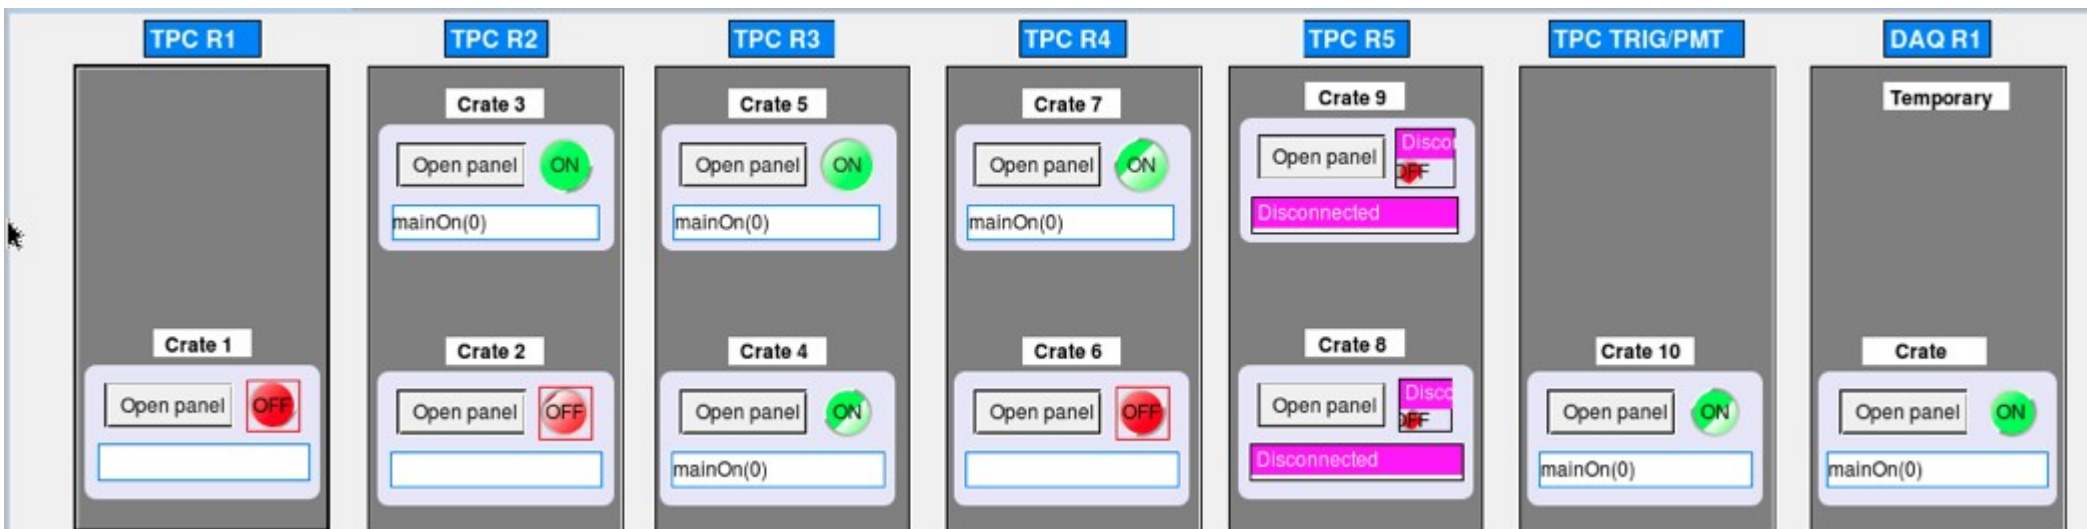 TPC R1
TPC R2
TPC R3
TPC R4
TPC R5
TPC TRIG/PMT
DAQ R1
Crate 3
Crate 5
Crate 7
Crate 9
Temporary
Open panel ON
Open panel ON
Open panel ON
Open panel Discor OFF
mainOn(0)
mainOn(0)
mainOn(0)
Disconnected
Crate 1
Crate 2
Crate 4
Crate 6
Crate 8
Crate 10
Crate
Open panel OFF
Open panel OFF
Open panel ON
Open panel OFF
Open panel Disco OFF
Open panel ON
Open panel ON
mainOn(0)
Disconnected
mainOn(0)
mainOn(0)